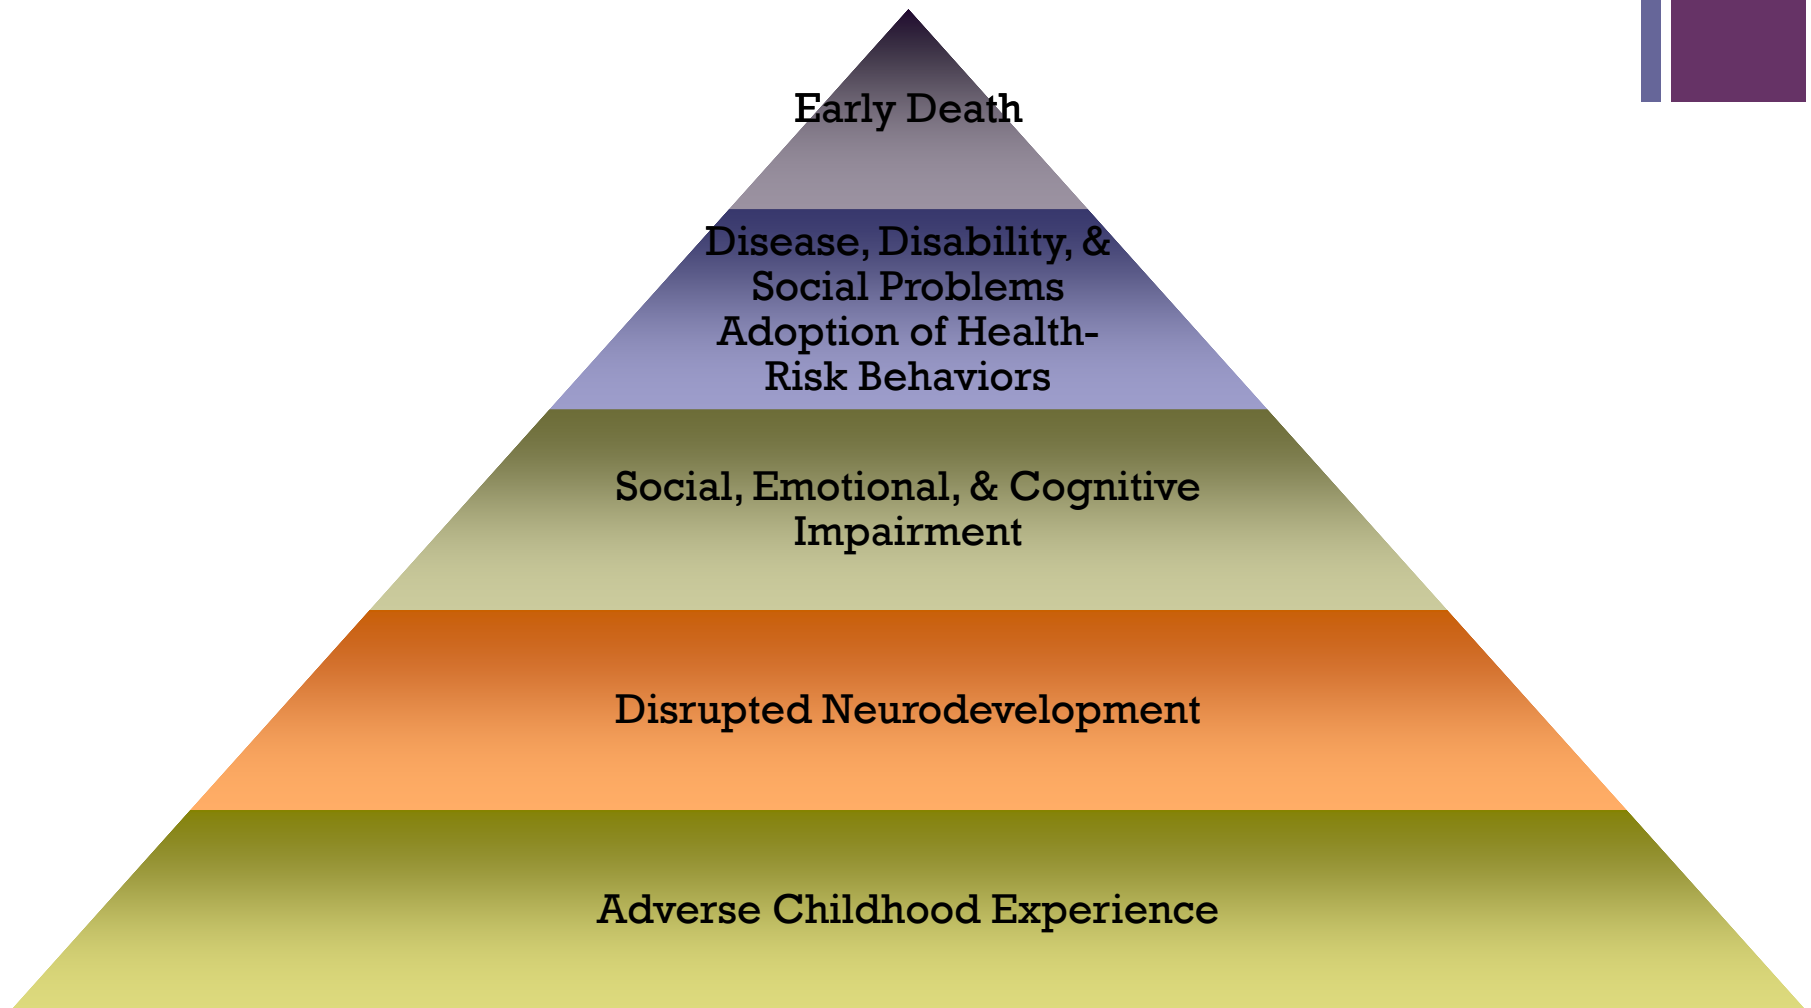 Early Death
Disease, Disability, &
Social Problems
Adoption of Health-
Risk Behaviors
Social, Emotional, & Cognitive
Impairment
Disrupted Neurodevelopment
Adverse Childhood Experience